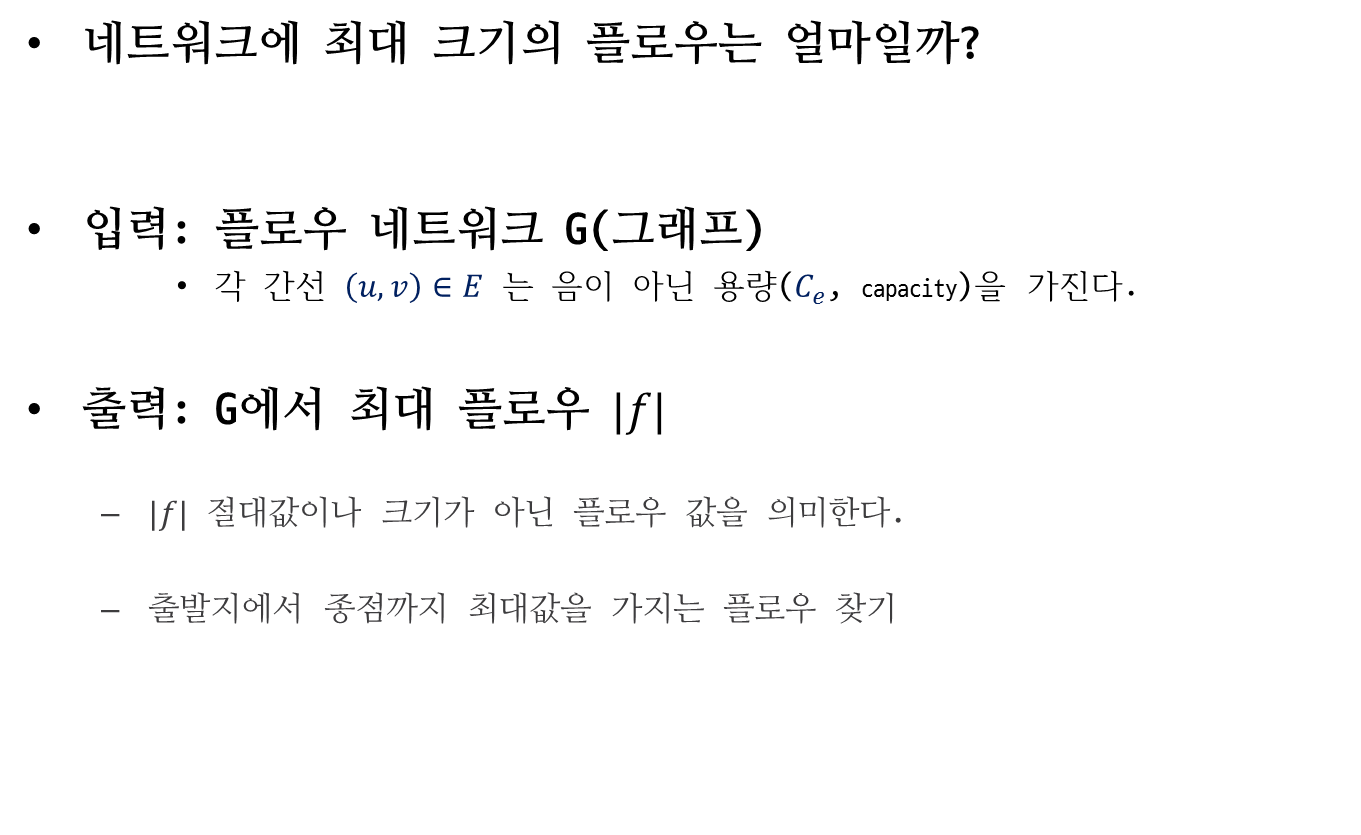 • 네트워크에 최대 크기의 플로우는 얼마일까?
• 입력: 플로우 네트워크 G(그래프)
• 각 간선 (u, v) ∈ E 는 음이 아닌 용량(Cₑ, capacity)을 가진다.
• 출력: G에서 최대 플로우 |f|
– |f| 절대값이나 크기가 아닌 플로우 값을 의미한다.
– 출발지에서 종점까지 최대값을 가지는 플로우 찾기